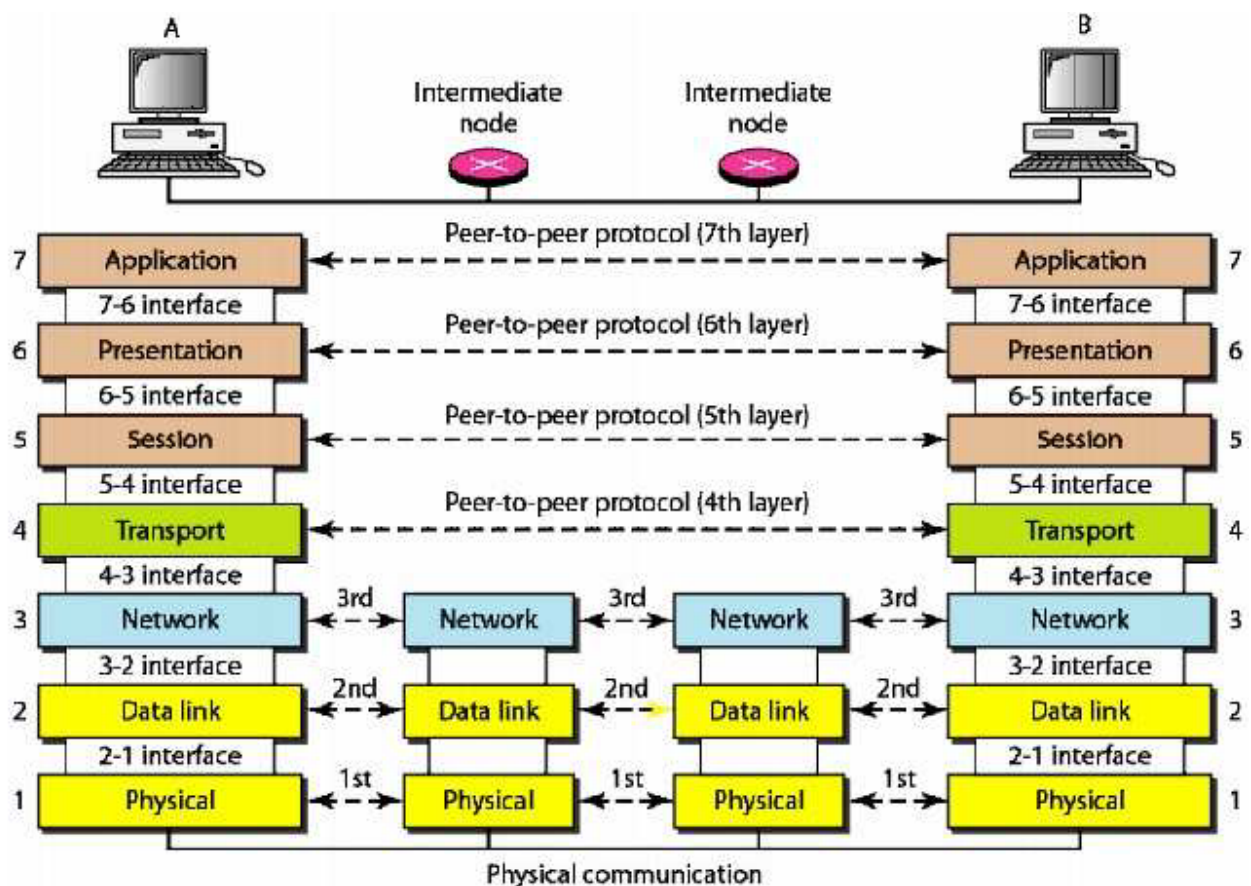 A
B
Intermediate
node
Intermediate
node
Peer-to-peer protocol (7th layer)
7 Application
Application 7
7-6 interface
7-6 interface
Peer-to-peer protocol (6th layer)
6 Presentation
Presentation 6
6-5 interface
6-5 interface
Peer-to-peer protocol (5th layer)
5 Session
Session 5
5-4 interface
5-4 interface
Peer-to-peer protocol (4th layer)
4 Transport
Transport 4
4-3 interface
4-3 interface
3rd
3rd
3rd
3 Network
Network
Network
Network 3
3-2 interface
3-2 interface
2nd
2nd
2nd
2 Data link
Data link
Data link
Data link 2
2-1 interface
2-1 interface
1st
1st
1st
1 Physical
Physical
Physical
Physical 1
Physical communication